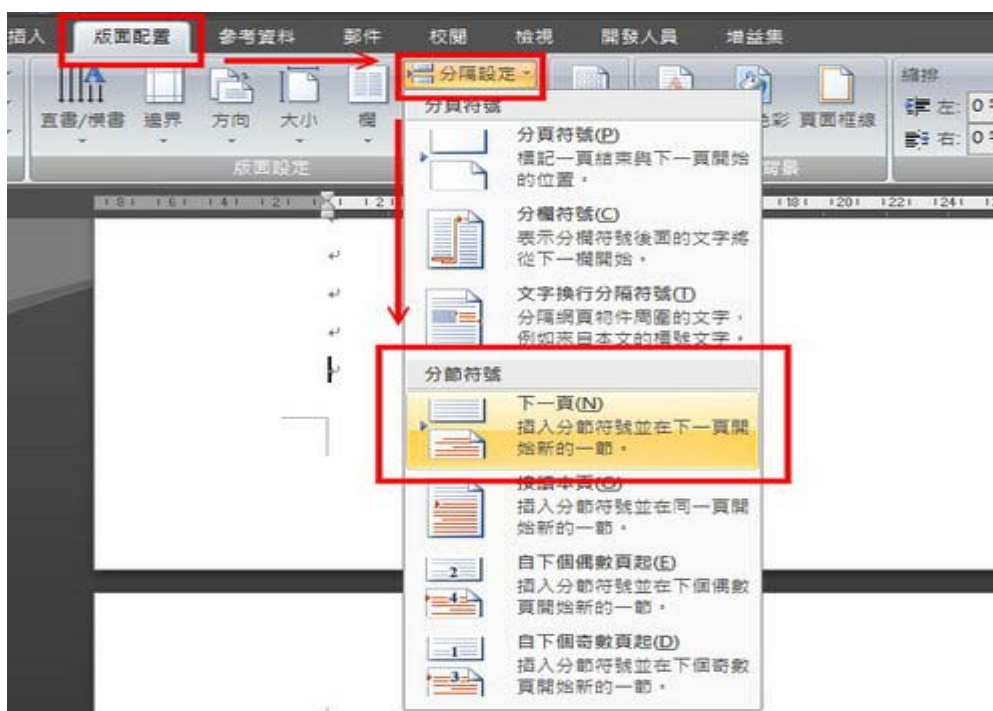 插入 版面配置 參考資料 郵件 校閱 檢視 開發人員 增益集
分隔設定
縮排
左: 0
右: 0
直書/橫書 邊界 方向 大小 欄
色彩 頁面框線
版面設定
背景
分頁符號
分頁符號(P)
標記一頁結束與下一頁開始
的位置。
分欄符號(C)
表示分欄符號後面的文字將
從下一欄開始。
文字換行分隔符號(T)
分隔網頁物件周圍的文字，
例如來自本文的標號文字。
分節符號
下一頁(N)
插入分節符號並在下一頁開
始新的一節。
接續本頁(O)
插入分節符號並在同一頁開
始新的一節。
自下個偶數頁起(E)
插入分節符號並在下個偶數
頁開始新的一節。
自下個奇數頁起(D)
插入分節符號並在下個奇數
頁開始新的一節。